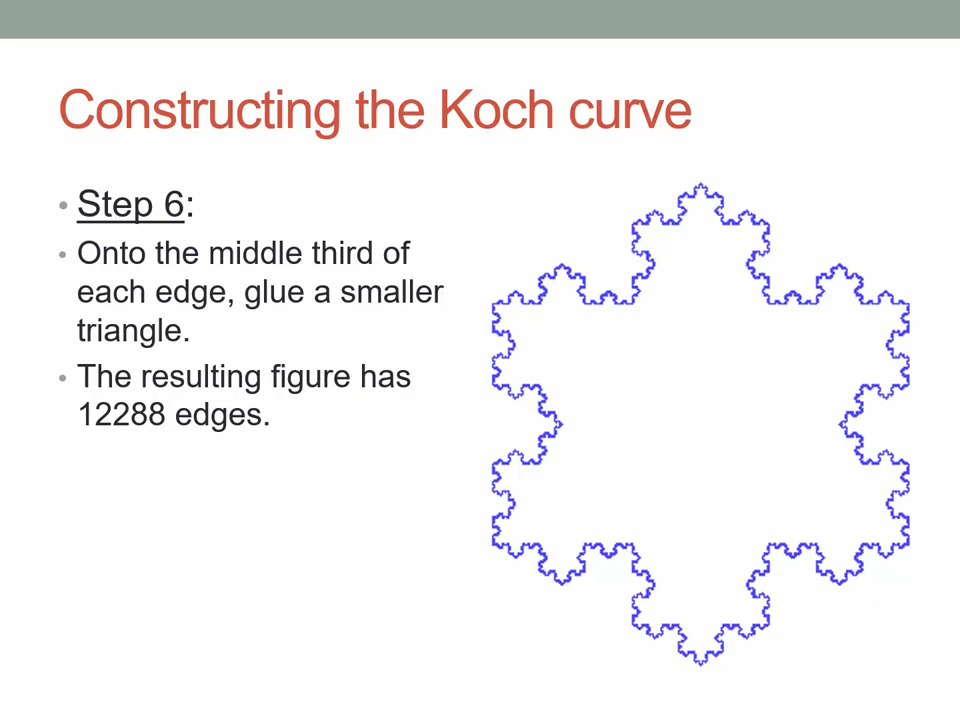 Constructing the Koch curve
• Step 6:
• Onto the middle third of
each edge, glue a smaller
triangle.
• The resulting figure has
12288 edges.